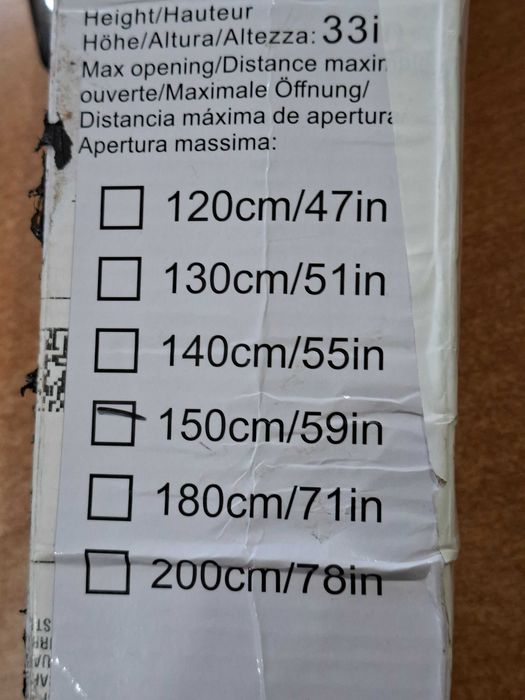 Height/Hauteur
Höhe/Altura/Altezza: 33i
Max opening/Distance maxim
ouverte/Maximale Öffnung/
Distancia máxima de apertura
Apertura massima:
120cm/47in
130cm/51in
140cm/55in
150cm/59in
180cm/71in
200cm/78in